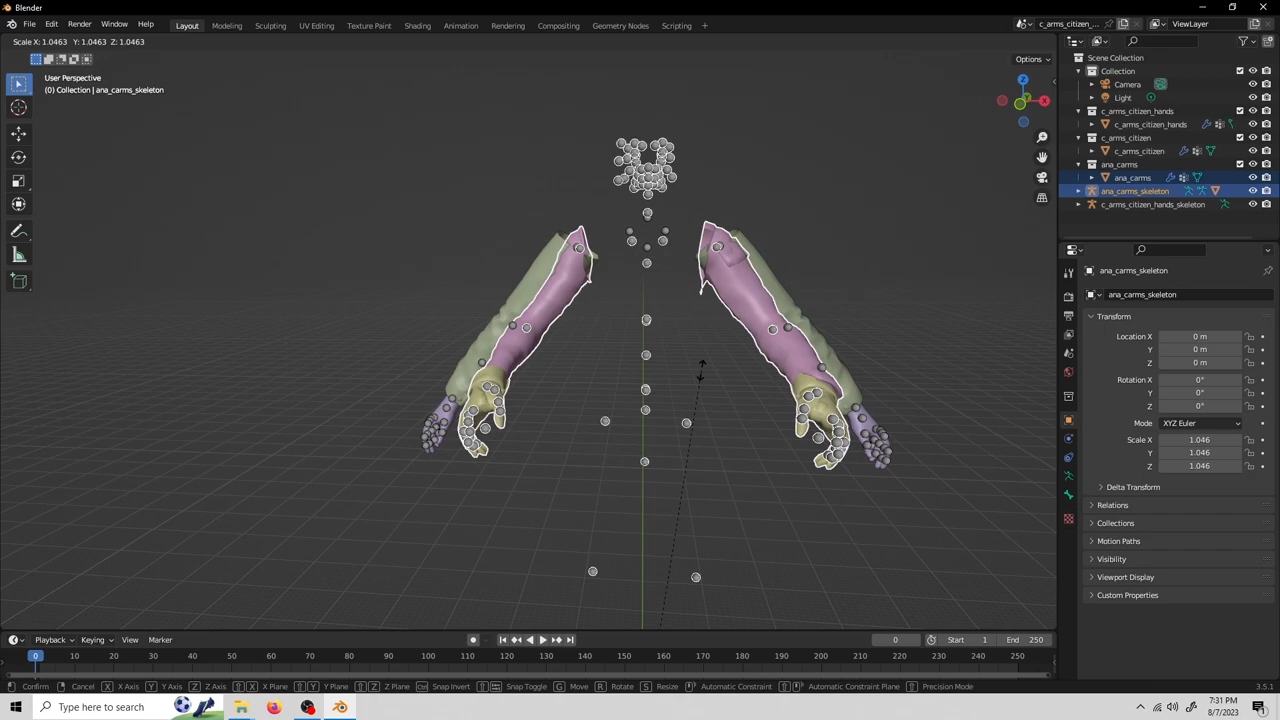 Blender
File Edit Render Window Help
Layout Modeling Sculpting UV Editing Texture Paint Shading Animation Rendering Compositing Geometry Nodes Scripting +
c_arms_citizen_... ViewLayer
Scale X: 1.0463 Y: 1.0463 Z: 1.0463
Options
User Perspective
(0) Collection | ana_carms_skeleton
Z
X
Scene Collection
Collection
Camera
Light
c_arms_citizen_hands
c_arms_citizen_hands
c_arms_citizen
c_arms_citizen
ana_carms
ana_carms
ana_carms_skeleton
c_arms_citizen_hands_skeleton
ana_carms_skeleton
ana_carms_skeleton
Transform
Location X 0 m
Y 0 m
Z 0 m
Rotation X 0°
Y 0°
Z 0°
Mode XYZ Euler
Scale X 1.046
Y 1.046
Z 1.046
Delta Transform
Relations
Collections
Motion Paths
Visibility
Viewport Display
Custom Properties
Playback Keying View Marker 0 Start 1 End 250
0 10 20 30 40 50 60 70 80 90 100 110 120 130 140 150 160 170 180 190 200 210 220 230 240 250
Confirm Cancel X X Axis Y Y Axis Z Z Axis X X Plane Y Y Plane Z Z Plane Ctrl Snap Invert Snap Toggle G Move R Rotate S Resize Automatic Constraint Automatic Constraint Plane Precision Mode 3.5.1
Type here to search
7:31 PM
8/7/2023